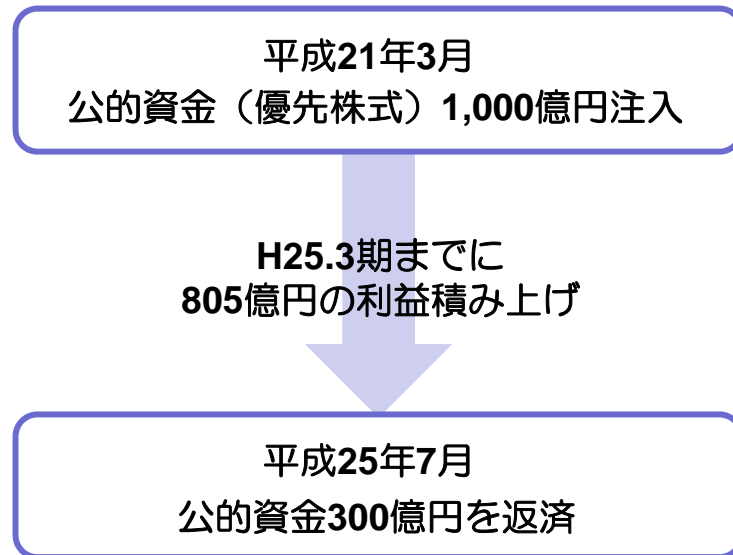 平成21年3月
公的資金（優先株式）1,000億円注入
H25.3期までに
805億円の利益積み上げ
平成25年7月
公的資金300億円を返済